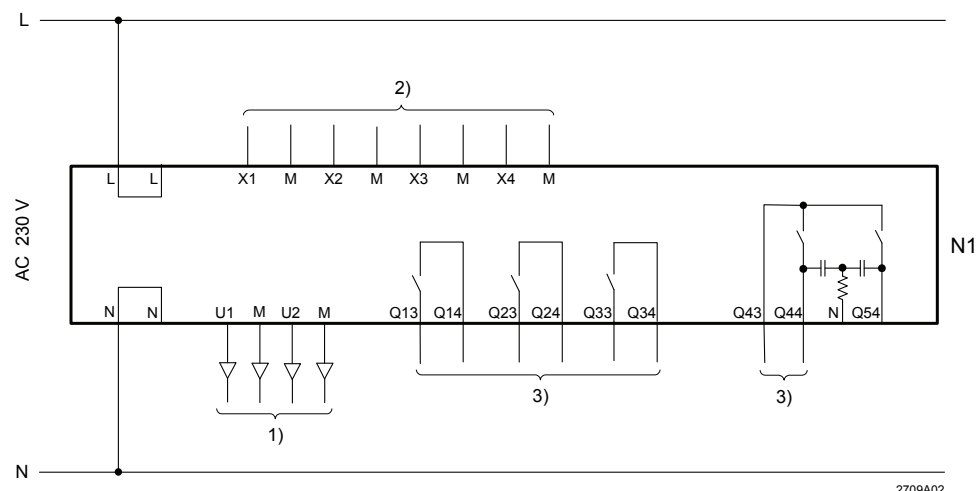 L
2)
L L X1 M X2 M X3 M X4 M
AC 230 V
N1
N N U1 M U2 M Q13 Q14 Q23 Q24 Q33 Q34 Q43 Q44 N Q54
3) 3)
1)
N
2709A02